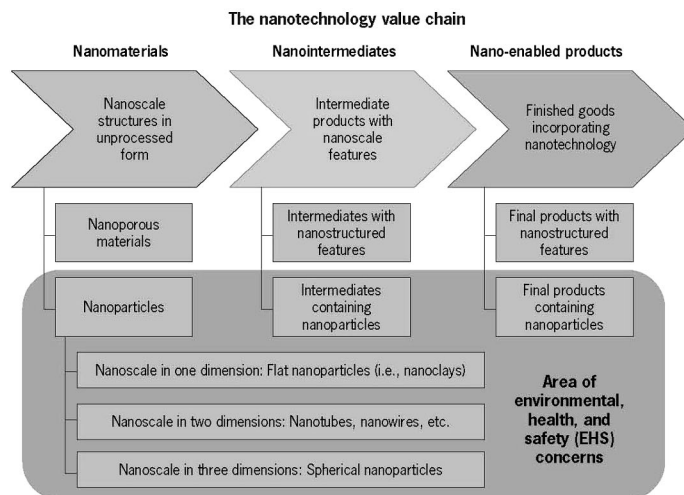 The nanotechnology value chain
Nanomaterials
Nanointermediates
Nano-enabled products
Nanoscale
structures in
unprocessed
form
Intermediate
products with
nanoscale
features
Finished goods
incorporating
nanotechnology
Nanoporous
materials
Intermediates with
nanostructured
features
Final products with
nanostructured
features
Nanoparticles
Intermediates
containing
nanoparticles
Final products
containing
nanoparticles
Nanoscale in one dimension: Flat nanoparticles (i.e., nanoclays)
Nanoscale in two dimensions: Nanotubes, nanowires, etc.
Nanoscale in three dimensions: Spherical nanoparticles
Area of
environmental,
health, and
safety (EHS)
concerns